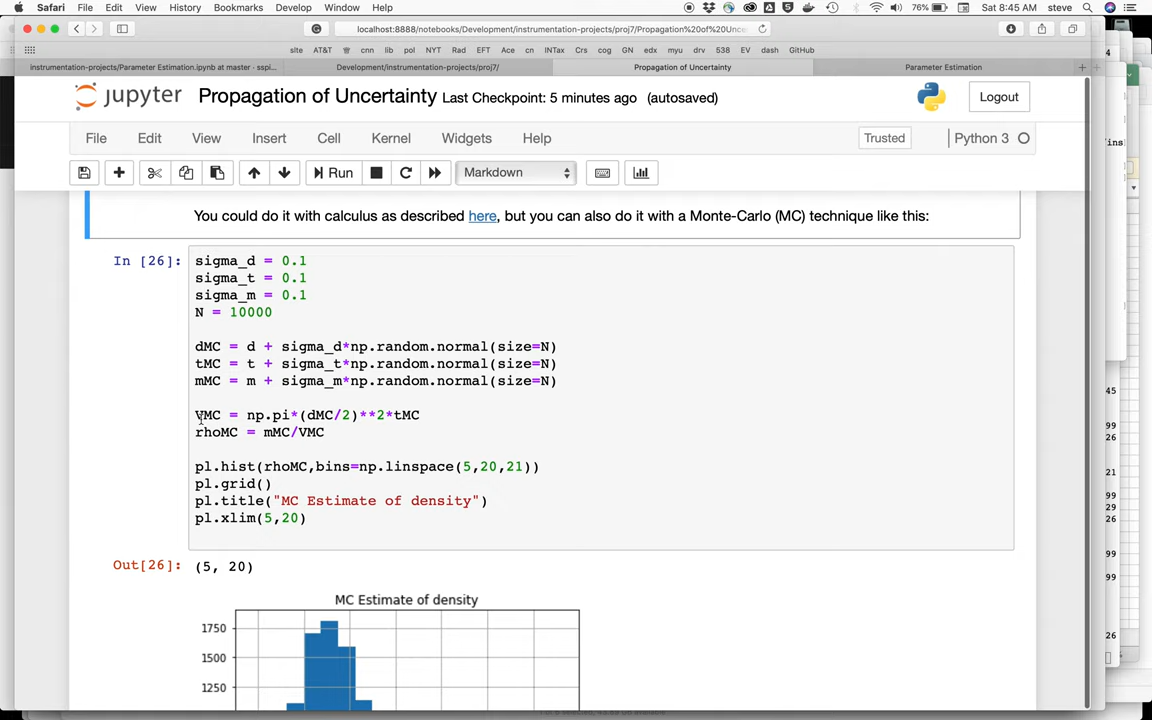 Safari File Edit View History Bookmarks Develop Window Help 76% Sat 8:45 AM steve
localhost:8888/notebooks/Development/instrumentation-projects/proj7/Propagation%20of%20Unce
site AT&T cnn lib pol NYT Rad EFT Ace cn INTax Crs cog GN edx myu drv 538 EV dash GitHub
instrumentation-projects/Parameter Estimation.ipynb at master · sspi... Development/instrumentation-projects/proj7/ Propagation of Uncertainty Parameter Estimation
jupyter Propagation of Uncertainty Last Checkpoint: 5 minutes ago (autosaved) Logout
File Edit View Insert Cell Kernel Widgets Help Trusted Python 3
Run Markdown
You could do it with calculus as described here, but you can also do it with a Monte-Carlo (MC) technique like this:
In [26]: sigma_d = 0.1
sigma_t = 0.1
sigma_m = 0.1
N = 10000
dMC = d + sigma_d*np.random.normal(size=N)
tMC = t + sigma_t*np.random.normal(size=N)
mMC = m + sigma_m*np.random.normal(size=N)
VMC = np.pi*(dMC/2)**2*tMC
rhoMC = mMC/VMC
pl.hist(rhoMC,bins=np.linspace(5,20,21))
pl.grid()
pl.title("MC Estimate of density")
pl.xlim(5,20)
Out[26]: (5, 20)
MC Estimate of density
1750
1500
1250